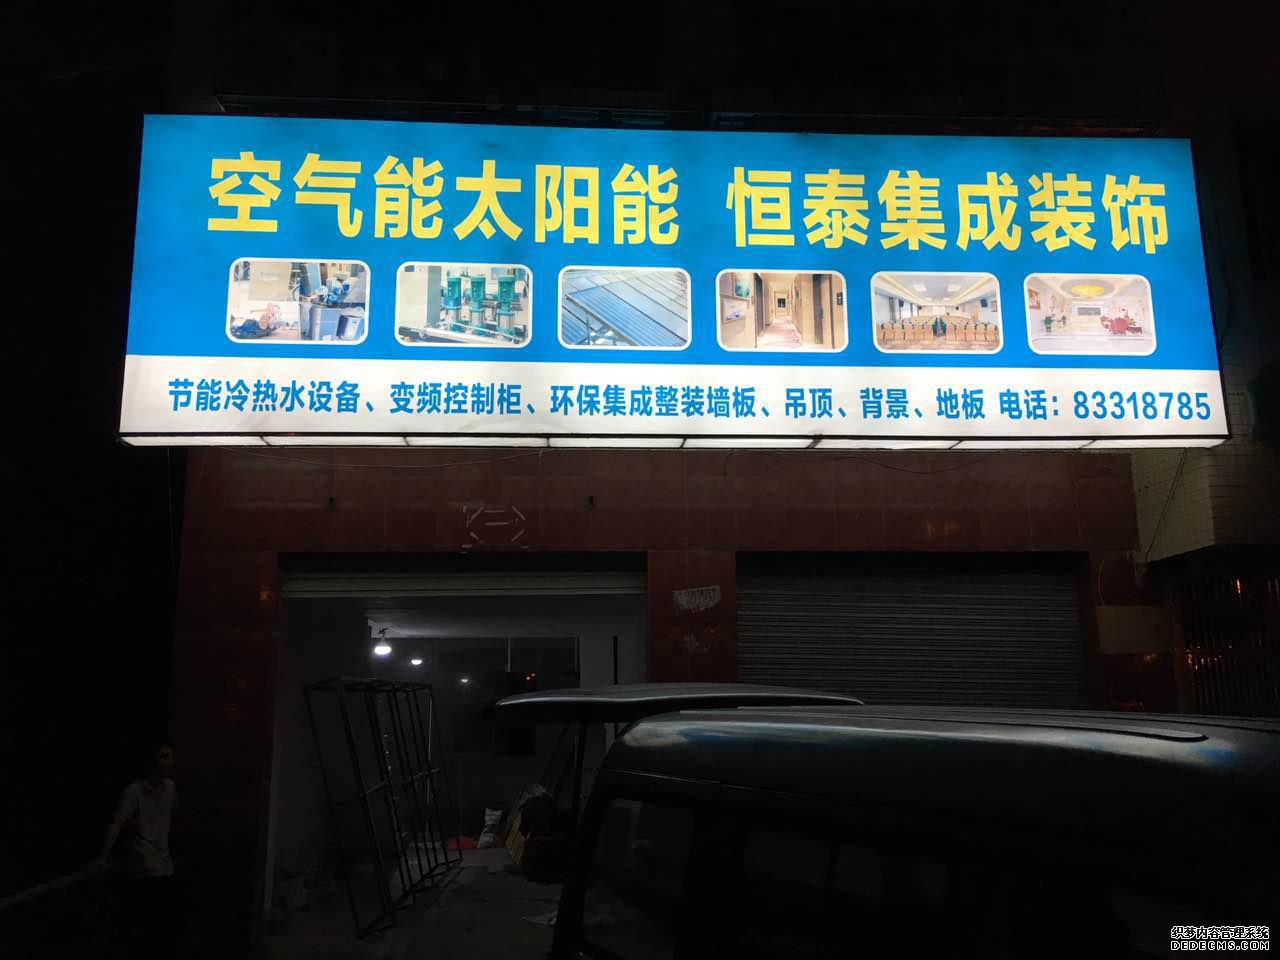 空气能太阳能 恒泰集成装饰
节能冷热水设备、变频控制柜、环保集成整装墙板、吊顶、背景、地板 电话：83318785
织梦内容管理系统
DEDECMS.COM